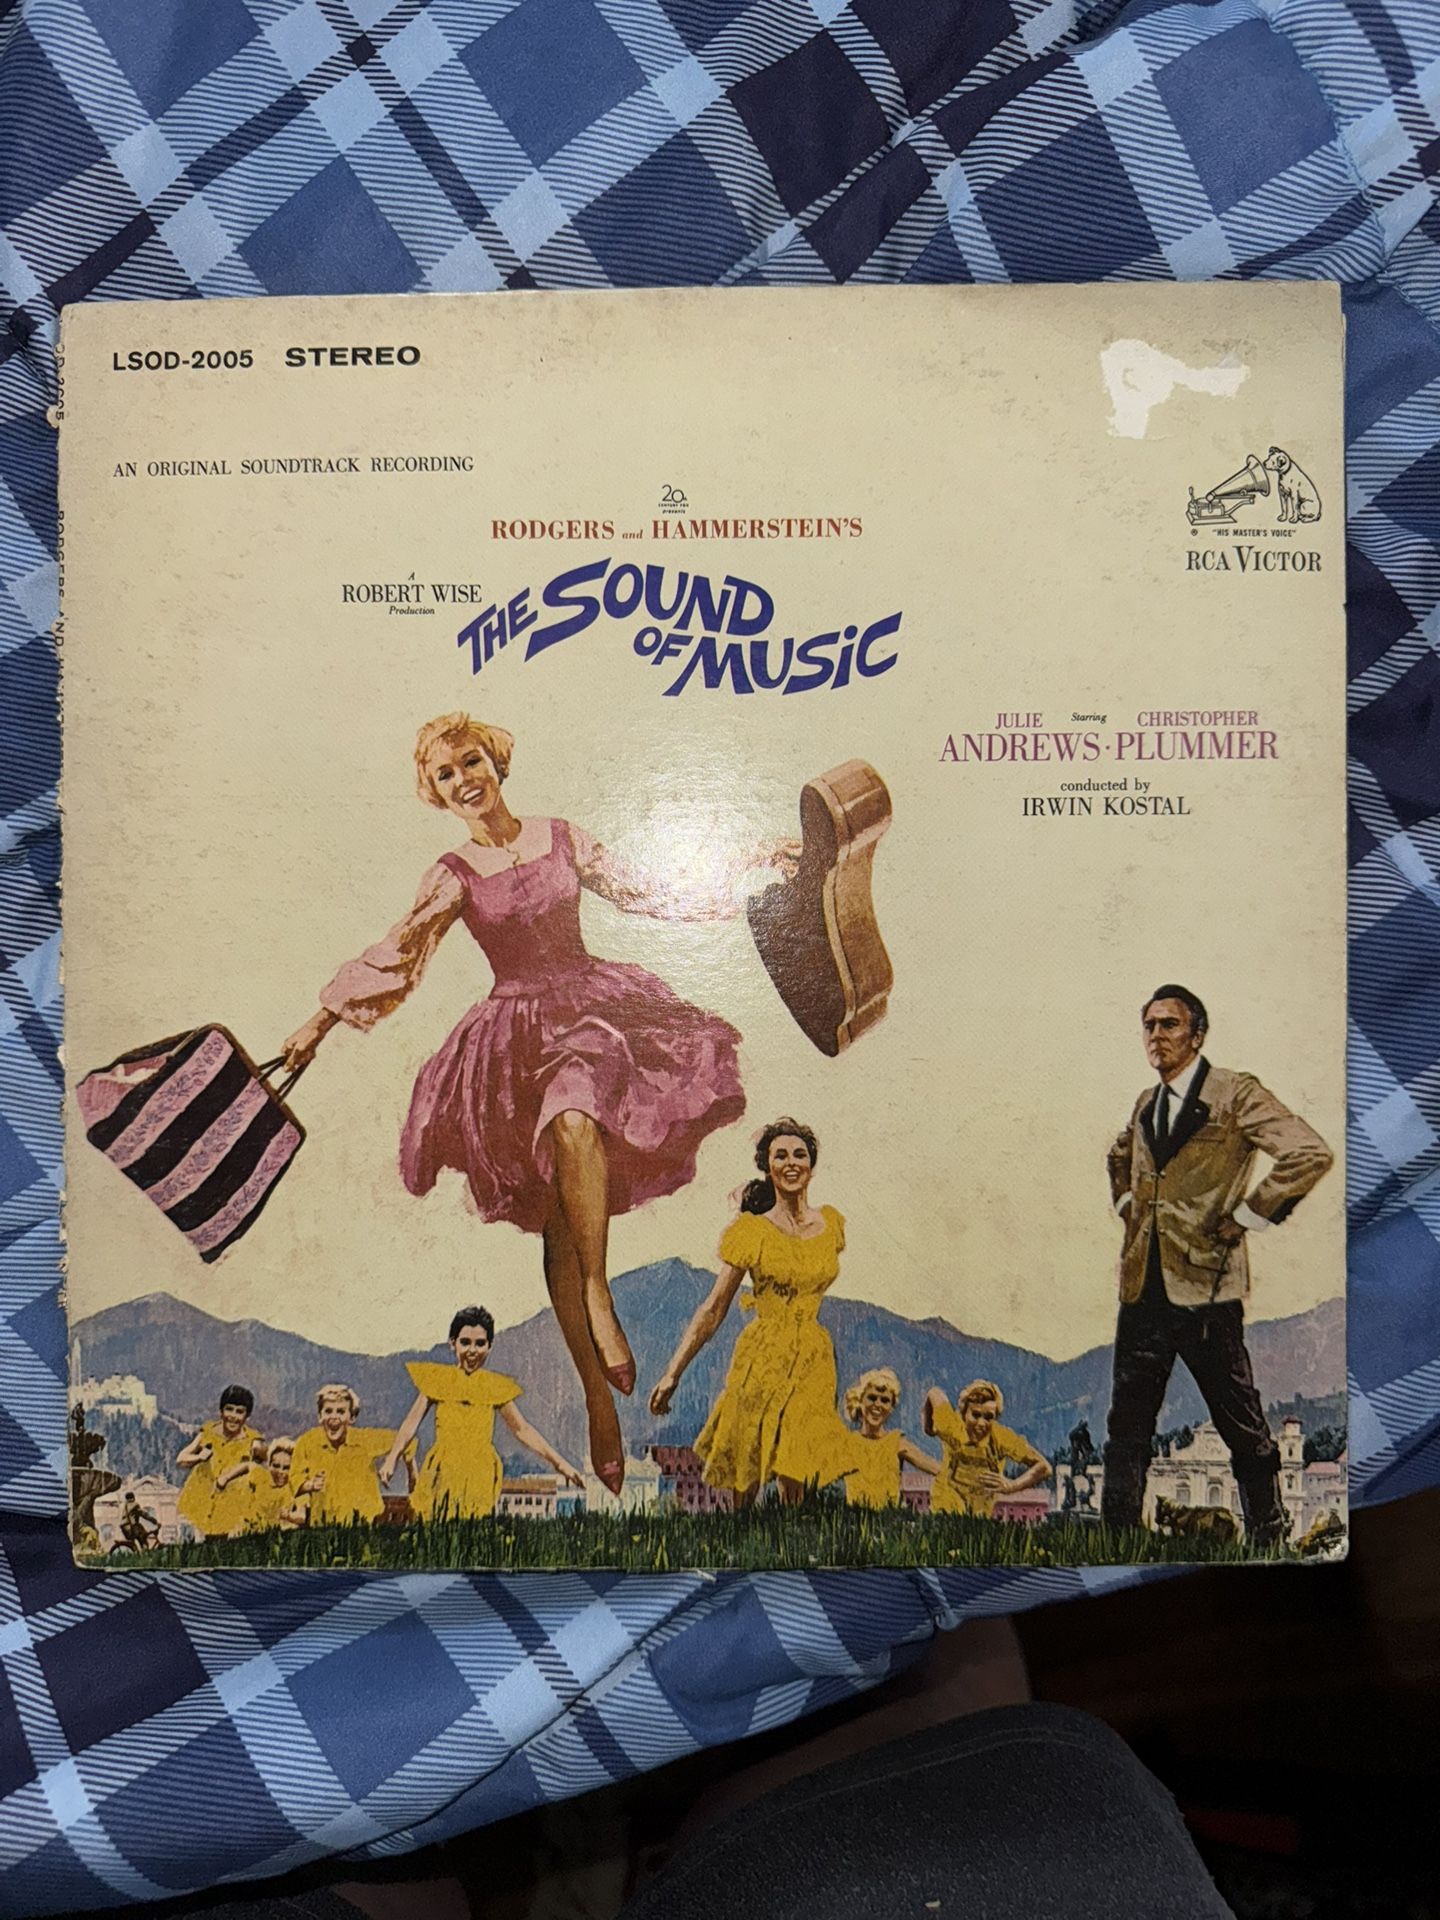 LSOD-2005 STEREO
AN ORIGINAL SOUNDTRACK RECORDING
20th
CENTURY FOX
presents
RODGERS and HAMMERSTEIN'S
A
ROBERT WISE
Production
THE SOUND
OF MUSIC
® "HIS MASTER'S VOICE"
RCA VICTOR
JULIE Starring CHRISTOPHER
ANDREWS·PLUMMER
conducted by
IRWIN KOSTAL